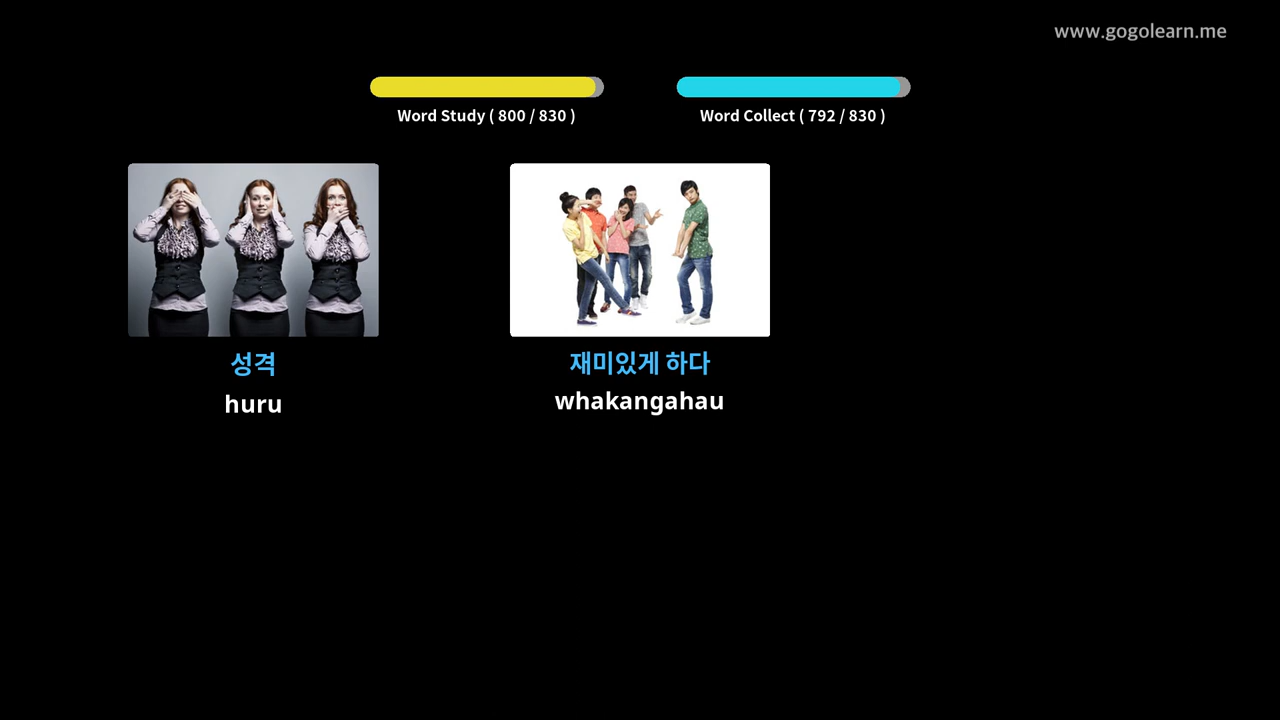 www.gogolearn.me
Word Study ( 800 / 830 )
Word Collect ( 792 / 830 )
성격
huru
재미있게 하다
whakangahau